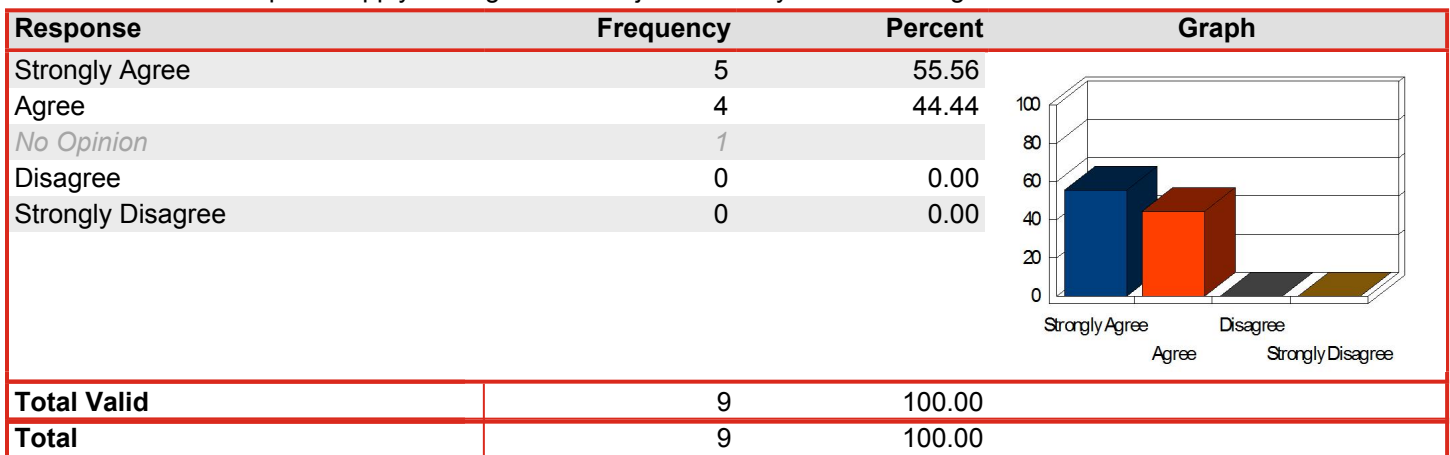 Response Frequency Percent Graph
Strongly Agree 5 55.56
Agree 4 44.44
No Opinion 1
Disagree 0 0.00
Strongly Disagree 0 0.00
100
80
60
40
20
0
Strongly Agree Disagree
Agree Strongly Disagree
Total Valid 9 100.00
Total 9 100.00